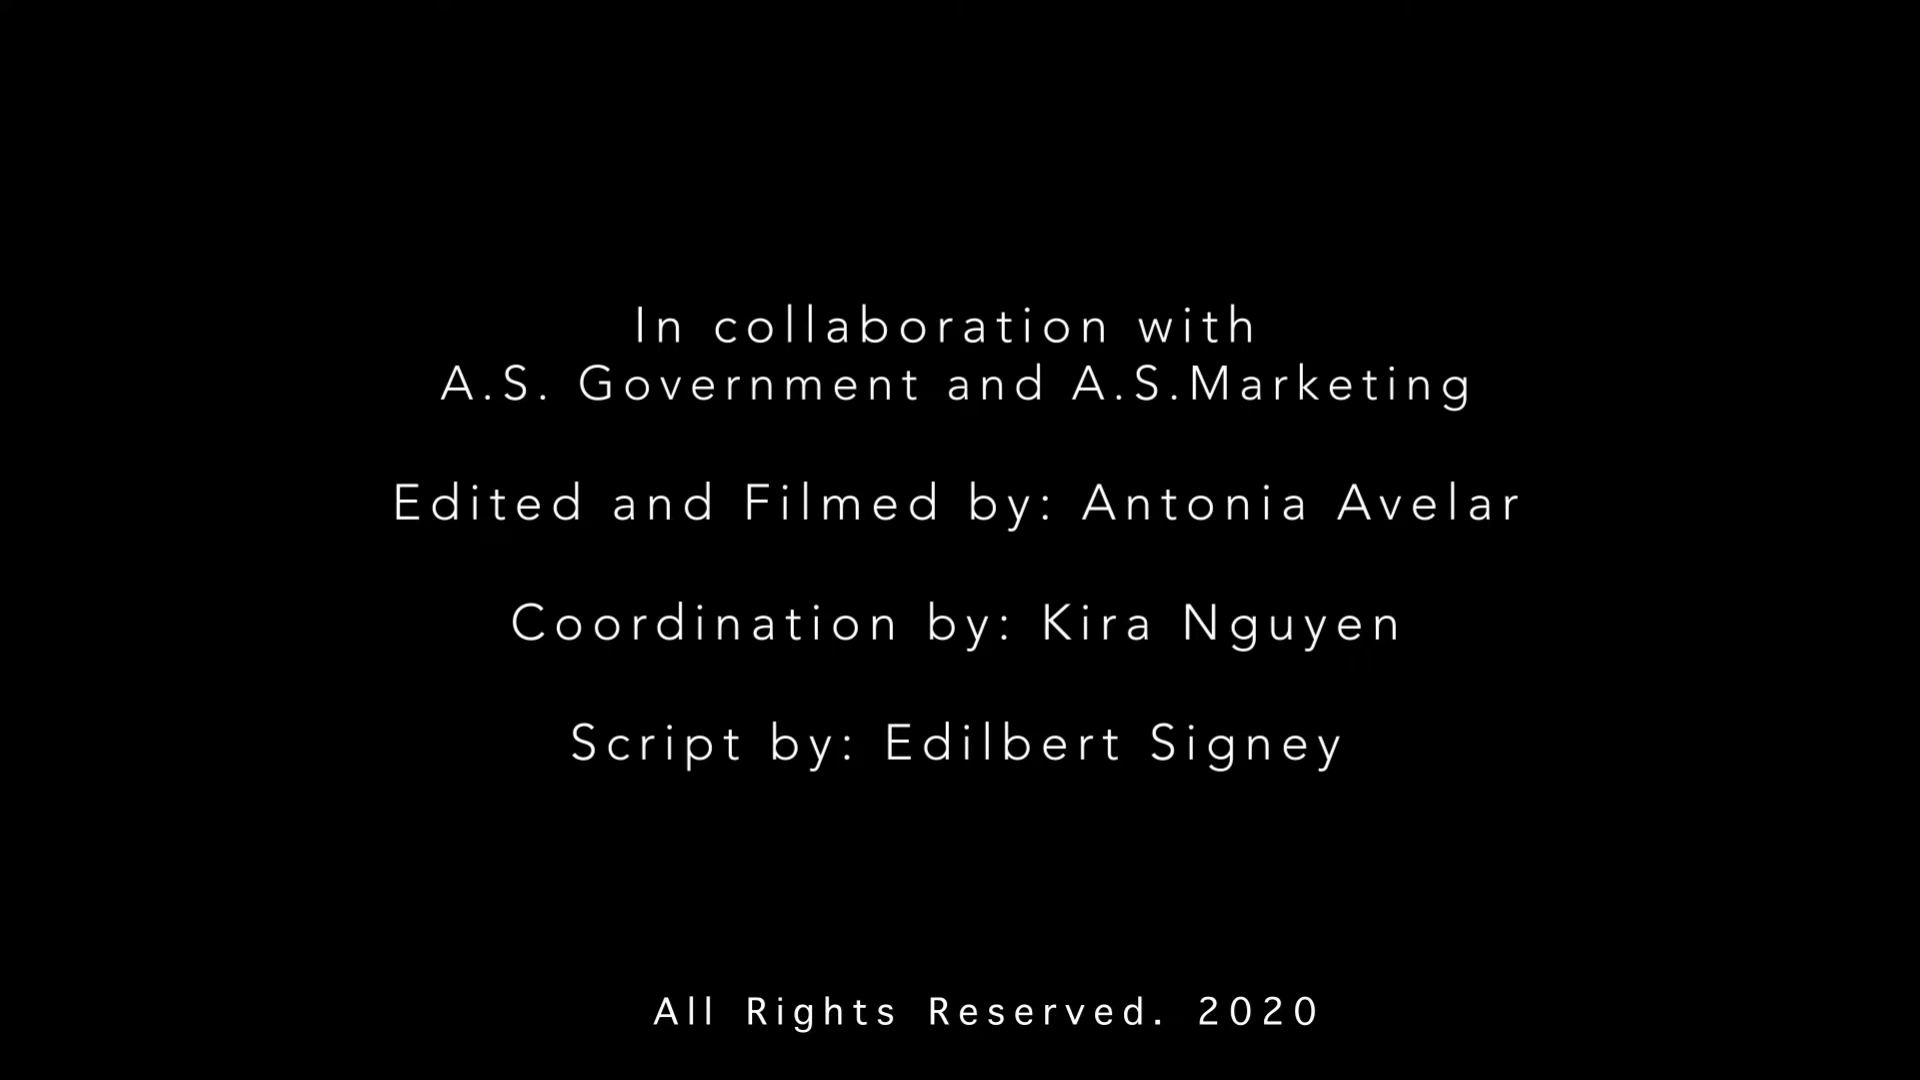 In collaboration with
A.S. Government and A.S.Marketing
Edited and Filmed by: Antonia Avelar
Coordination by: Kira Nguyen
Script by: Edilbert Signey
All Rights Reserved. 2020